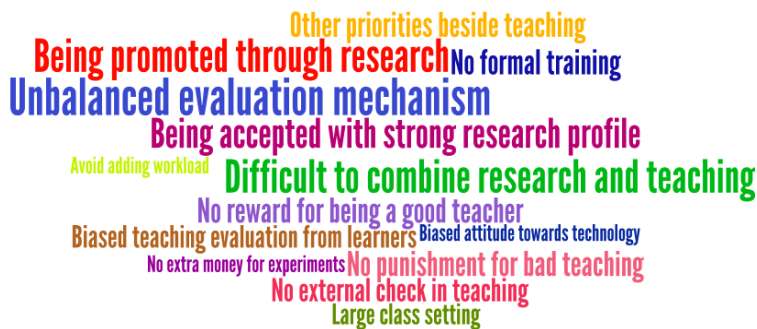 Other priorities beside teaching
Being promoted through research
No formal training
Unbalanced evaluation mechanism
Being accepted with strong research profile
Avoid adding workload
Difficult to combine research and teaching
No reward for being a good teacher
Biased teaching evaluation from learners
Biased attitude towards technology
No extra money for experiments
No punishment for bad teaching
No external check in teaching
Large class setting